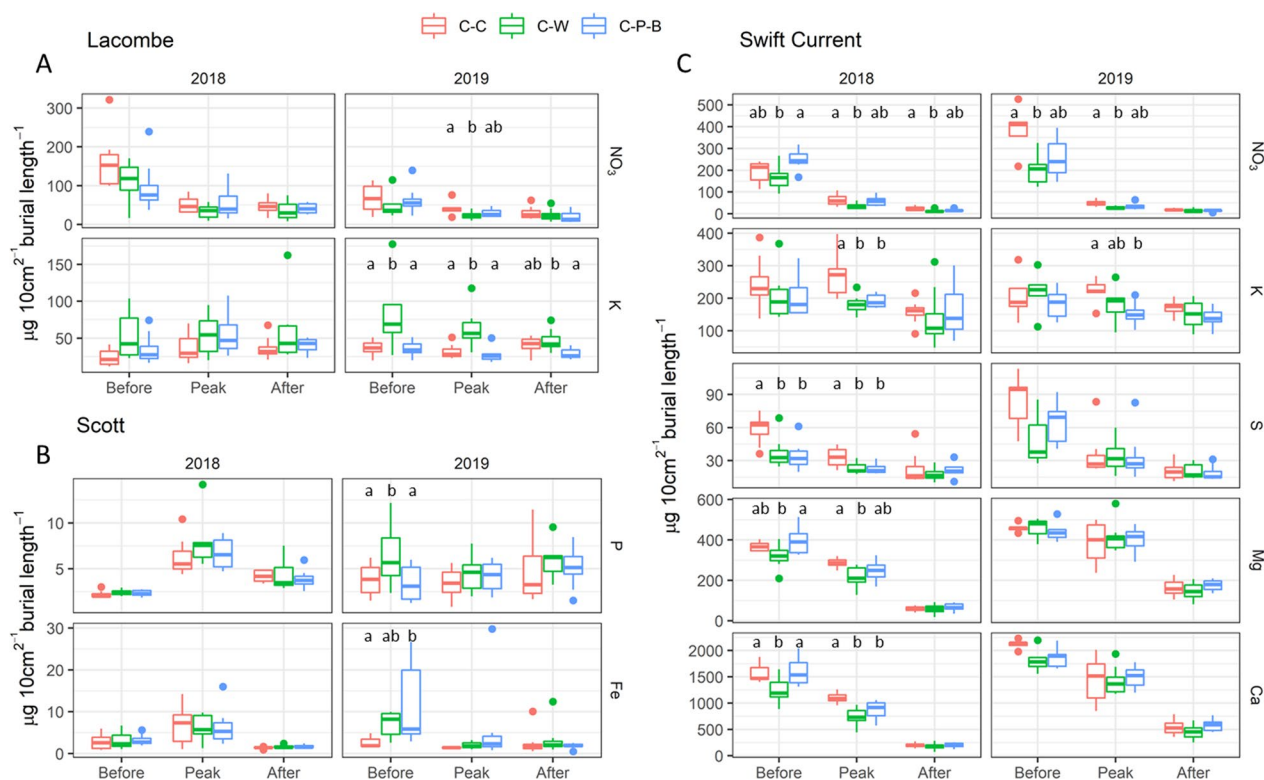 C-C C-W C-P-B
Lacombe
A
2018 2019
µg 10cm²⁻¹ burial length⁻¹
300
200
100
0
a b ab
NO₃
150
100
50
a b a a b a ab b a
K
Before Peak After Before Peak After
Scott
B
2018 2019
µg 10cm²⁻¹ burial length⁻¹
10
5
a b a
P
30
20
10
0
a ab b
Fe
Before Peak After Before Peak After
Swift Current
C
2018 2019
µg 10cm²⁻¹ burial length⁻¹
500
400
300
200
100
0
ab b a a b ab a b ab a b ab a b ab
NO₃
400
300
200
100
a b b a ab b
K
90
60
30
a b b a b b
S
600
400
200
0
ab b a a b ab
Mg
2000
1500
1000
500
0
a b a a b b
Ca
Before Peak After Before Peak After